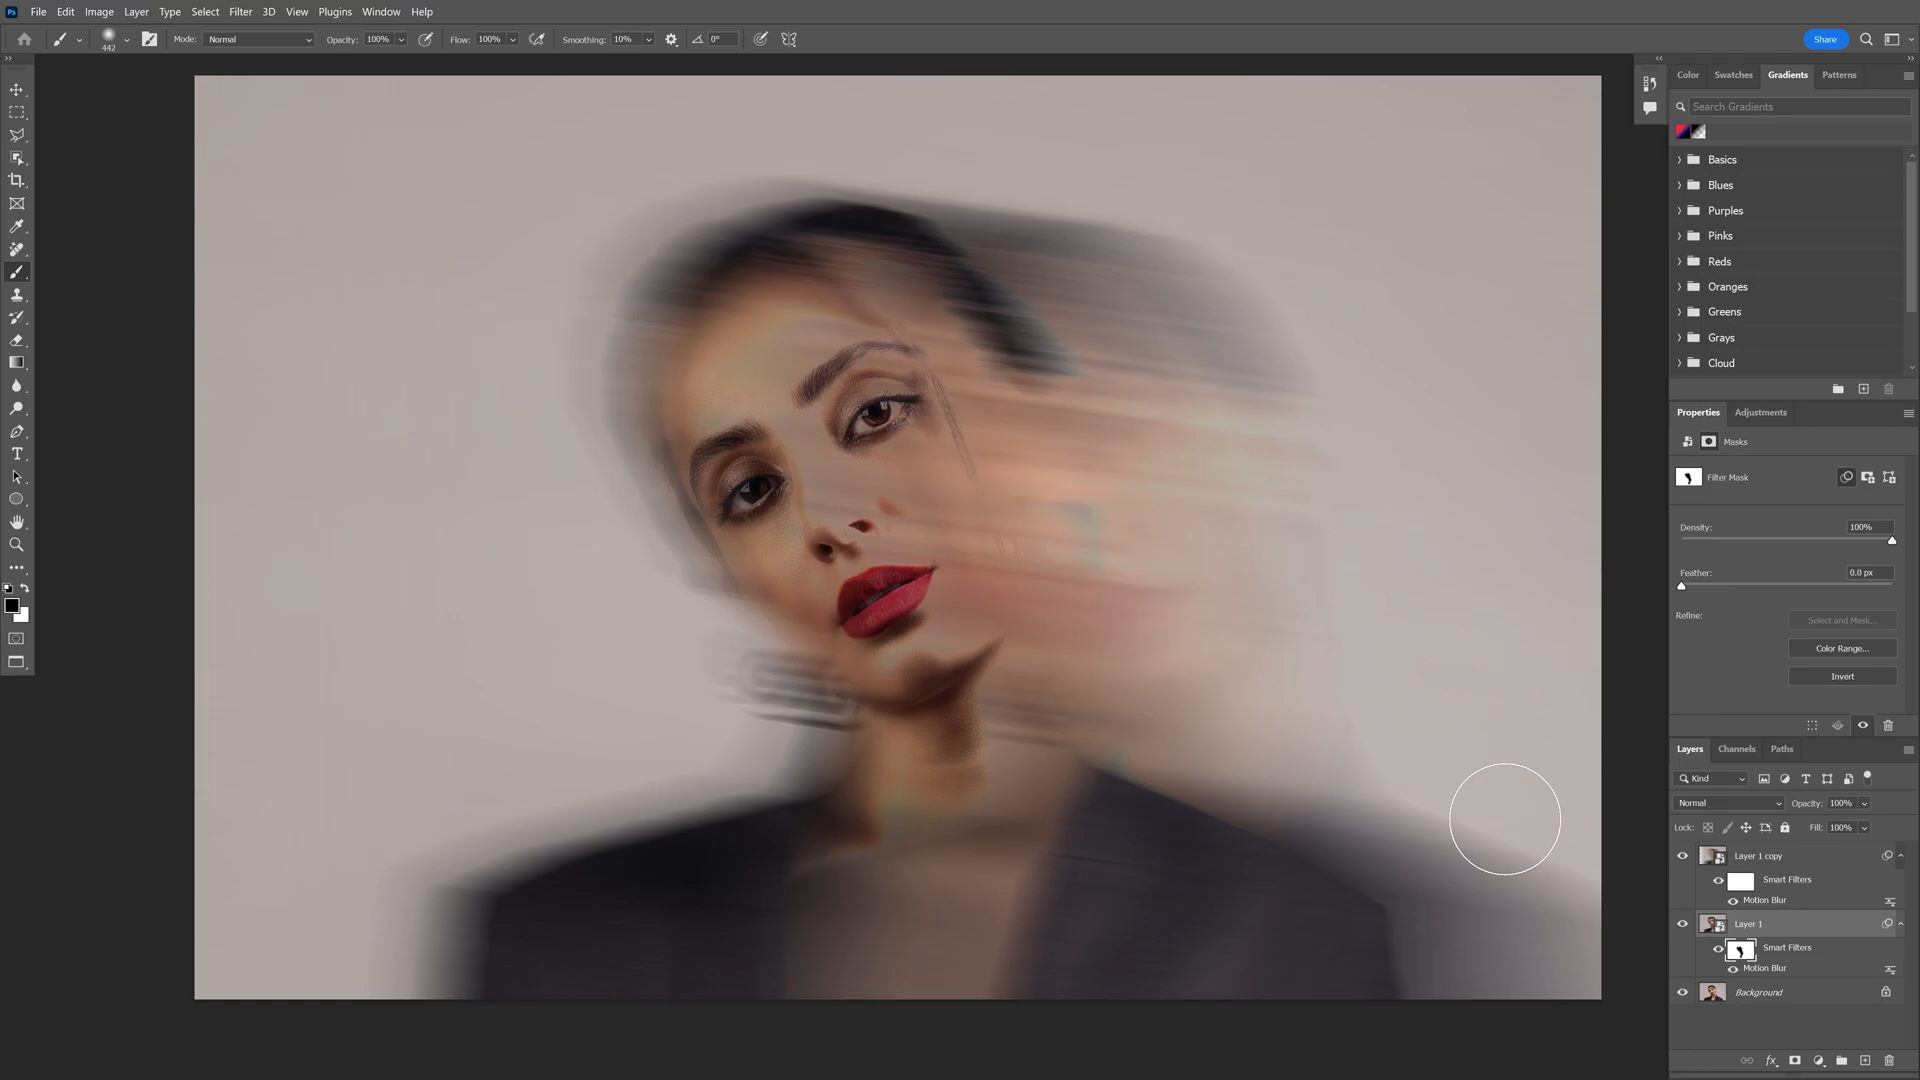 Ps File Edit Image Layer Type Select Filter 3D View Plugins Window Help
442 Mode: Normal Opacity: 100% Flow: 100% Smoothing: 10% 0° Share
Color Swatches Gradients Patterns
Search Gradients
Basics
Blues
Purples
Pinks
Reds
Oranges
Greens
Grays
Cloud
Properties Adjustments
Masks
Filter Mask
Density: 100%
Feather: 0.0 px
Refine: Select and Mask...
Color Range...
Invert
Layers Channels Paths
Kind
Normal Opacity: 100%
Lock: Fill: 100%
Layer 1 copy
Smart Filters
Motion Blur
Layer 1
Smart Filters
Motion Blur
Background
fx